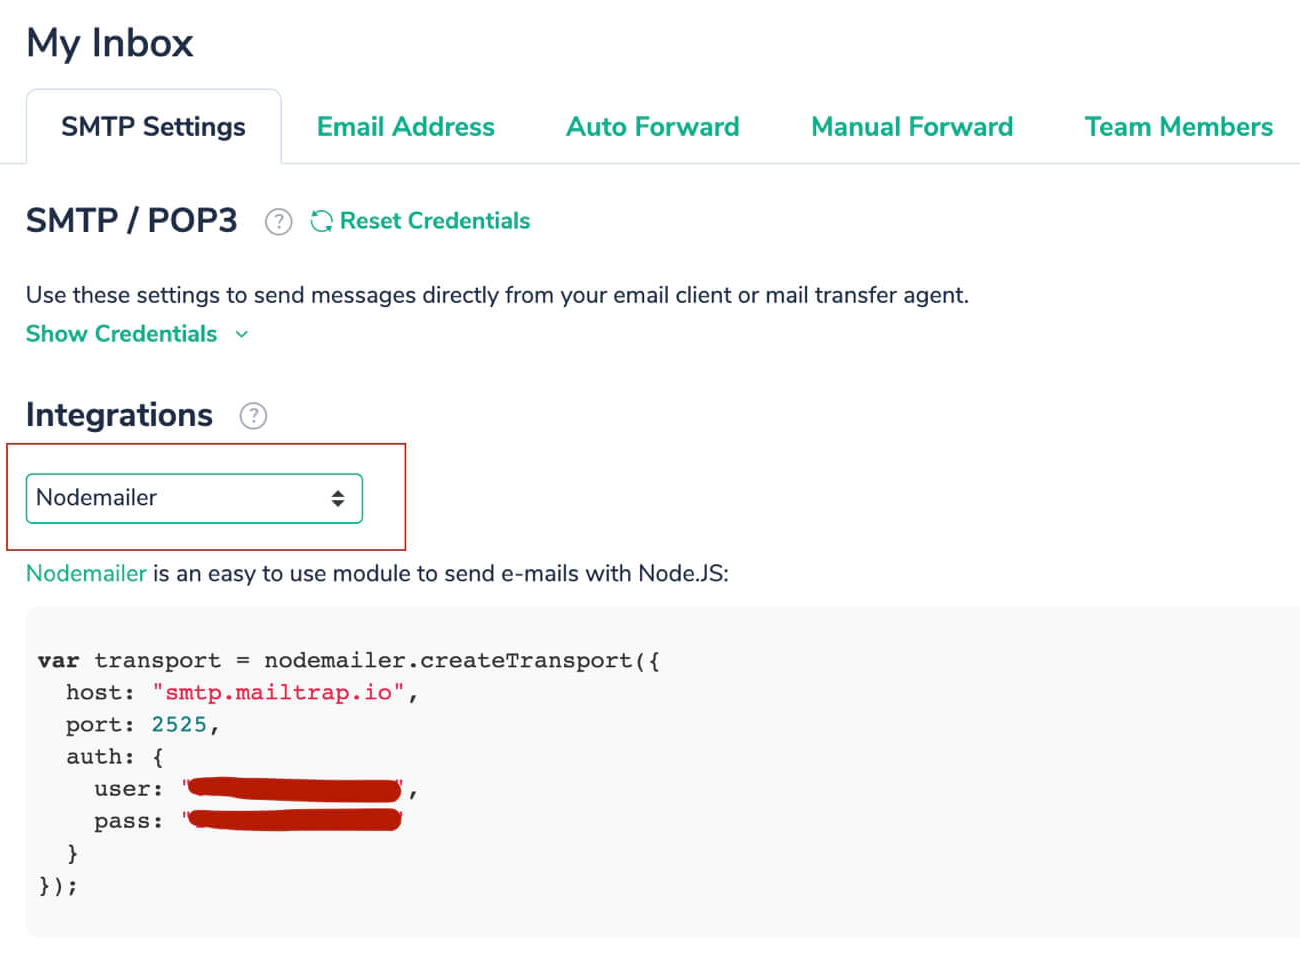 My Inbox
SMTP Settings Email Address Auto Forward Manual Forward Team Members
SMTP / POP3 ? Reset Credentials
Use these settings to send messages directly from your email client or mail transfer agent.
Show Credentials
Integrations ?
Nodemailer
Nodemailer is an easy to use module to send e-mails with Node.JS:
var transport = nodemailer.createTransport({
  host: "smtp.mailtrap.io",
  port: 2525,
  auth: {
    user: "",
    pass: "
  }
});